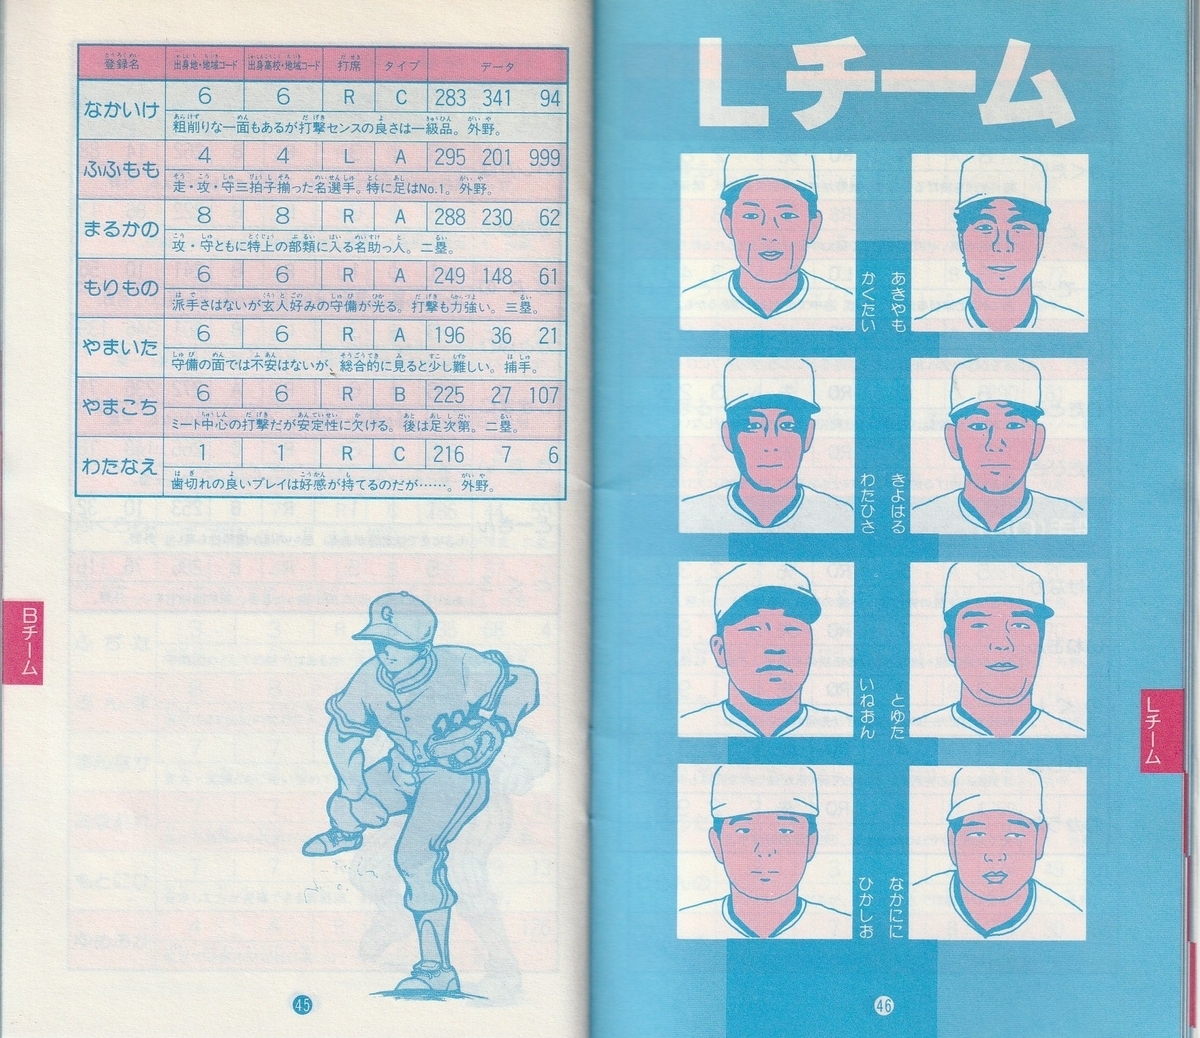 登録名 出身地・地域コード 出身高校・地域コード 打席 タイプ データ
なかいけ 6 6 R C 283 341 94
粗削りな一面もあるが打撃センスの良さは一級品。外野。
ふふもも 4 4 L A 295 201 999
走・攻・守三拍子揃った名選手。特に足はNo.1。外野。
まるかの 8 8 R A 288 230 62
攻・守ともに特上の部類に入る名助っ人。二塁。
もりもの 6 6 R A 249 148 61
派手さはないが玄人好みの守備が光る。打撃も力強い。三塁。
やまいた 6 6 R A 196 36 21
守備の面では不安はないが、総合的に見ると少し難しい。捕手。
やまこち 6 6 R B 225 27 107
ミート中心の打撃だが安定性に欠ける。後は足次第。二塁。
わたなえ 1 1 R C 216 7 6
歯切れの良いプレイは好感が持てるのだが……。外野。
Bチーム
45
Lチーム
あきやも
かくたい
きよはる
わたひさ
とゆた
いねおん
なかにに
ひかしお
Lチーム
46